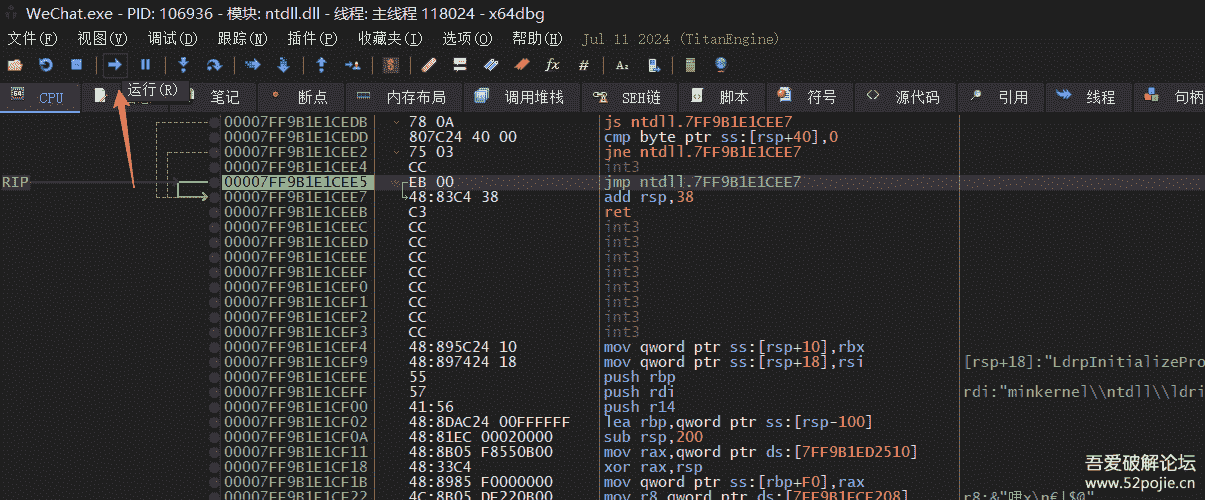 WeChat.exe - PID: 106936 - 模块: ntdll.dll - 线程: 主线程 118024 - x64dbg
文件(F) 视图(V) 调试(D) 跟踪(N) 插件(P) 收藏夹(I) 选项(O) 帮助(H) Jul 11 2024 (TitanEngine)
fx # Az
运行(R)
CPU 笔记 断点 内存布局 调用堆栈 SEH链 脚本 符号 源代码 引用 线程 句柄
00007FF9B1E1CEDB 78 0A js ntdll.7FF9B1E1CEE7
00007FF9B1E1CEDD 807C24 40 00 cmp byte ptr ss:[rsp+40],0
00007FF9B1E1CEE2 75 03 jne ntdll.7FF9B1E1CEE7
00007FF9B1E1CEE4 CC int3
RIP 00007FF9B1E1CEE5 EB 00 jmp ntdll.7FF9B1E1CEE7
00007FF9B1E1CEE7 48:83C4 38 add rsp,38
00007FF9B1E1CEEB C3 ret
00007FF9B1E1CEEC CC int3
00007FF9B1E1CEED CC int3
00007FF9B1E1CEEE CC int3
00007FF9B1E1CEEF CC int3
00007FF9B1E1CEF0 CC int3
00007FF9B1E1CEF1 CC int3
00007FF9B1E1CEF2 CC int3
00007FF9B1E1CEF3 CC int3
00007FF9B1E1CEF4 48:895C24 10 mov qword ptr ss:[rsp+10],rbx
00007FF9B1E1CEF9 48:897424 18 mov qword ptr ss:[rsp+18],rsi [rsp+18]:"LdrpInitializePro
00007FF9B1E1CEFE 55 push rbp
00007FF9B1E1CEFF 57 push rdi rdi:"minkernel\\ntdll\\ldri
00007FF9B1E1CF00 41:56 push r14
00007FF9B1E1CF02 48:8DAC24 00FFFFFF lea rbp,qword ptr ss:[rsp-100]
00007FF9B1E1CF0A 48:81EC 00020000 sub rsp,200
00007FF9B1E1CF11 48:8B05 F8550B00 mov rax,qword ptr ds:[7FF9B1ED2510]
00007FF9B1E1CF18 48:33C4 xor rax,rsp
00007FF9B1E1CF1B 48:8985 F0000000 mov qword ptr ss:[rbp+F0],rax
00007FF9B1E1CF22 4C:8B05 DF220B00 mov r8,qword ptr ds:[7FF9B1ECF208]
吾爱破解论坛
www.52pojie.cn